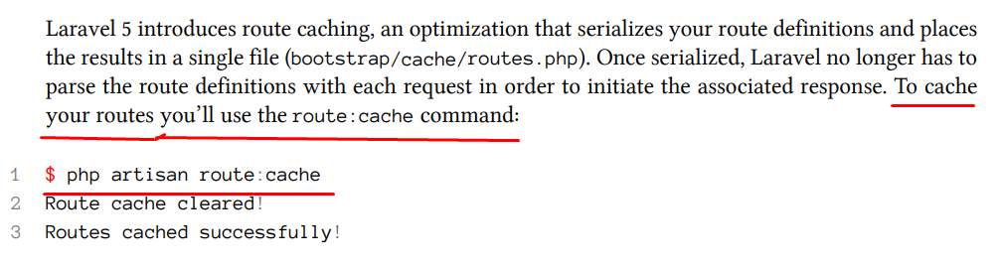 Laravel 5 introduces route caching, an optimization that serializes your route definitions and places
the results in a single file (bootstrap/cache/routes.php). Once serialized, Laravel no longer has to
parse the route definitions with each request in order to initiate the associated response. To cache
your routes you’ll use the route:cache command:
1 $ php artisan route:cache
2 Route cache cleared!
3 Routes cached successfully!